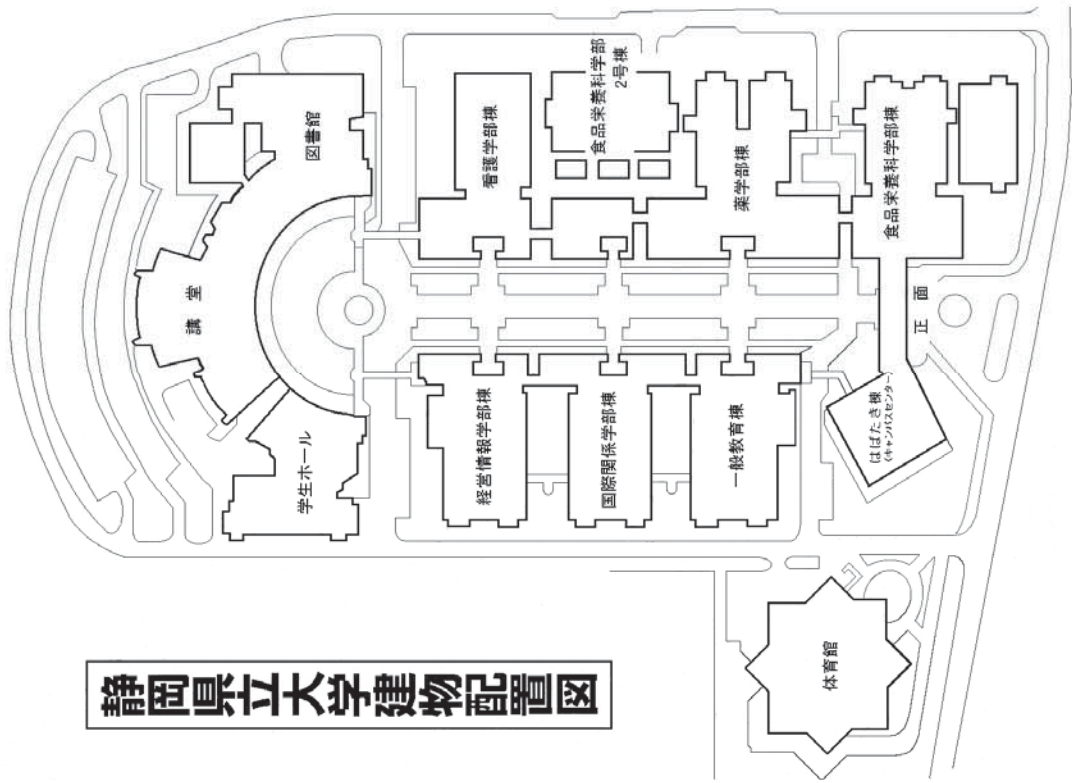 静岡県立大学建物配置図
図書館
講堂
学生ホール
看護学部棟
食品栄養科学部
2号棟
薬学部棟
食品栄養科学部棟
経営情報学部棟
国際関係学部棟
一般教育棟
正面
はばたき棟
(キャンパスセンター)
体育館